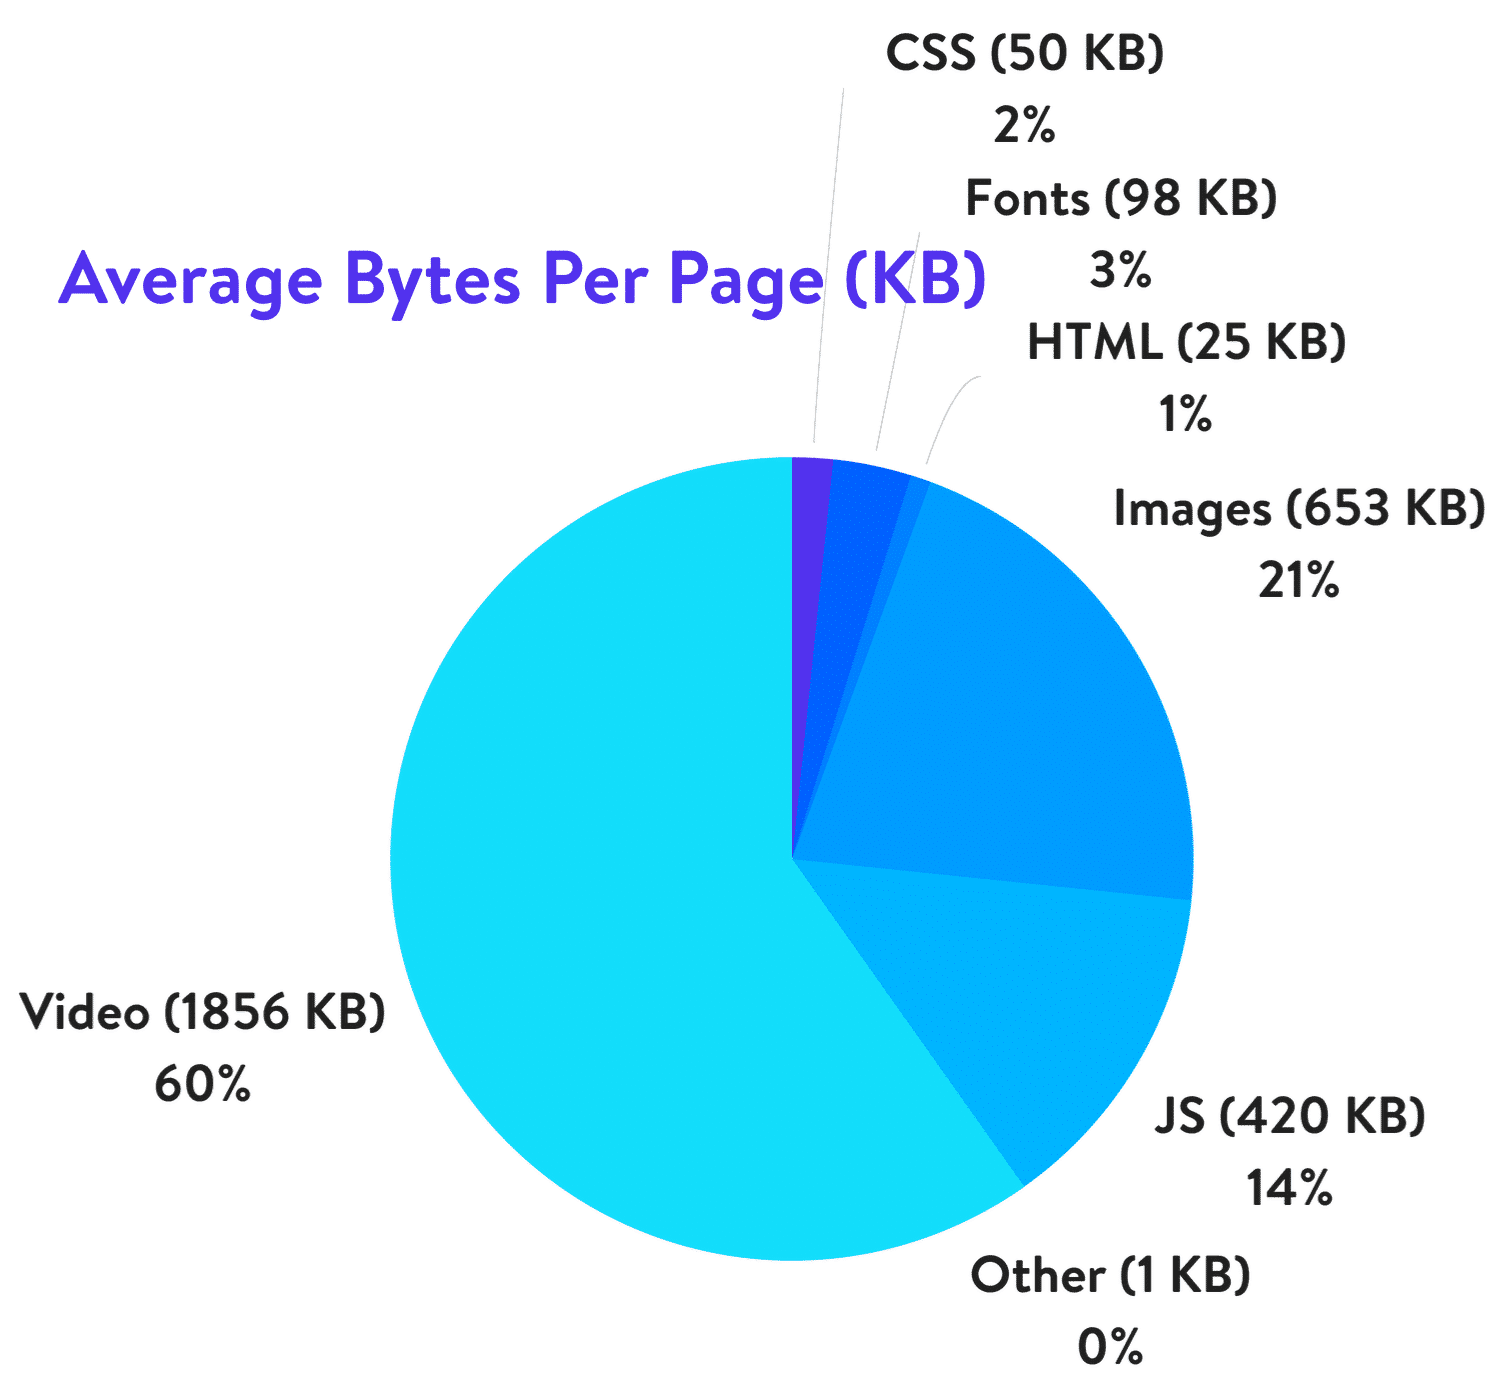 CSS (50 KB)
2%
Fonts (98 KB)
3%
Average Bytes Per Page (KB)
HTML (25 KB)
1%
Images (653 KB)
21%
Video (1856 KB)
60%
JS (420 KB)
14%
Other (1 KB)
0%